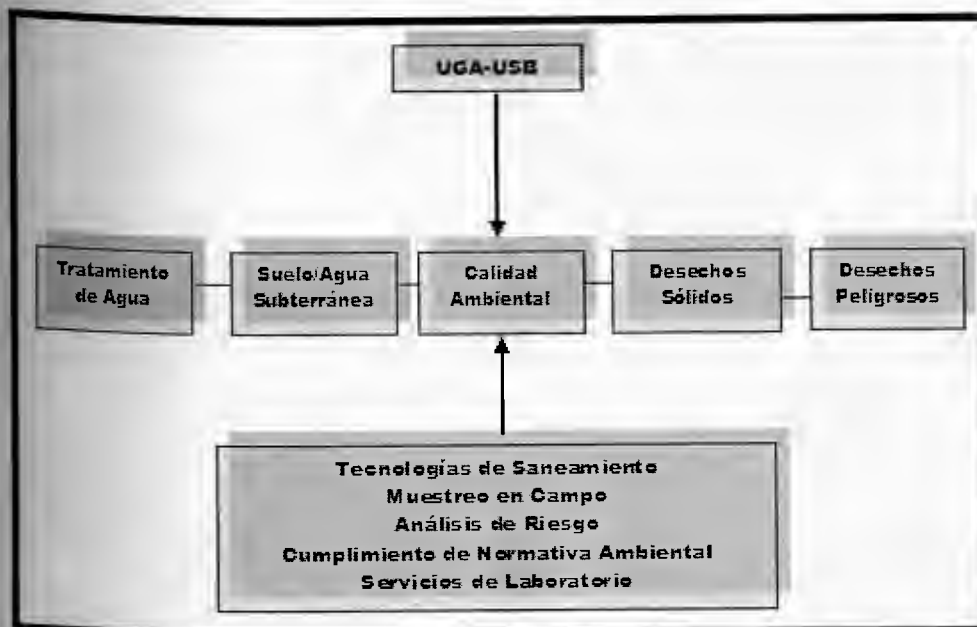 UGA-USB
Tratamiento
de Agua
Suelo/Agua
Subterránea
Calidad
Ambiental
Desechos
Sólidos
Desechos
Peligrosos
Tecnologías de Saneamiento
Muestreo en Campo
Análisis de Riesgo
Cumplimiento de Normativa Ambiental
Servicios de Laboratorio